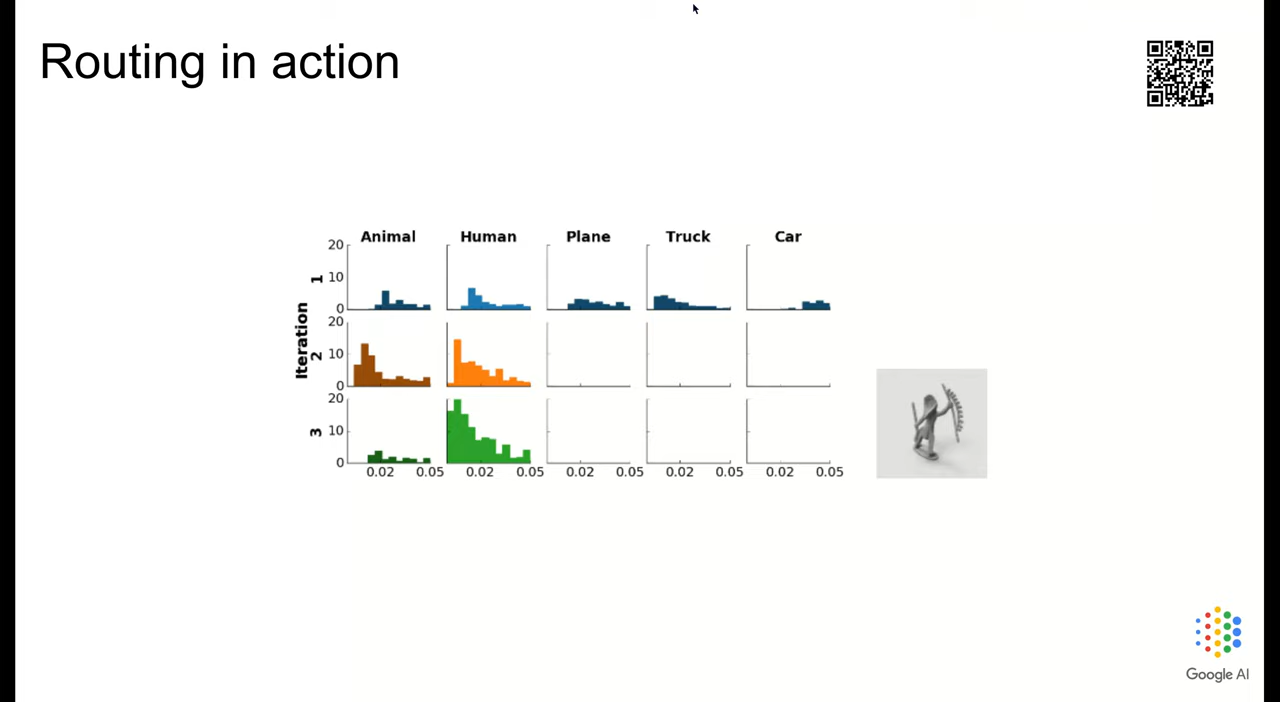 Routing in action
Animal Human Plane Truck Car
20
10
0
1
20
10
0
2
20
10
0
3
Iteration
0.02 0.05 0.02 0.05 0.02 0.05 0.02 0.05 0.02 0.05
Google AI